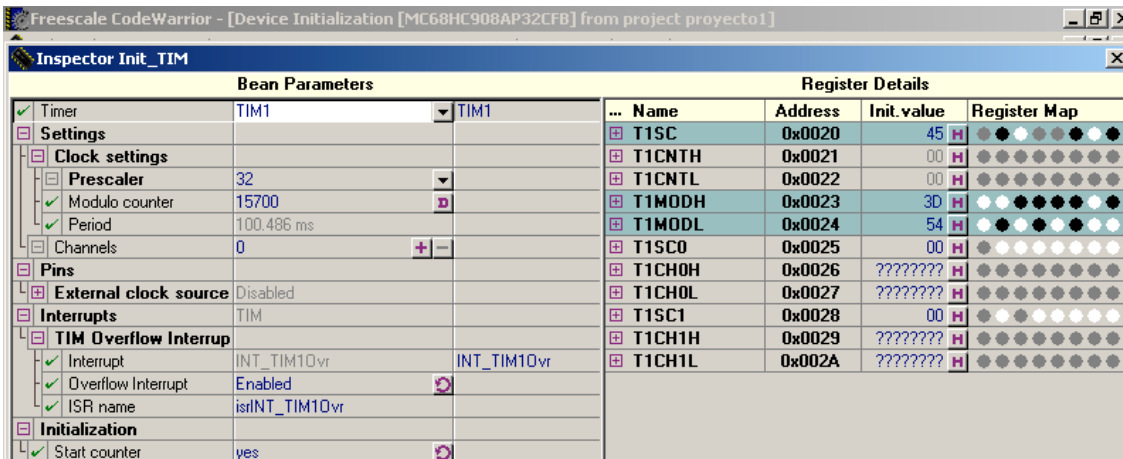 Freescale CodeWarrior - [Device Initialization [MC68HC908AP32CFB] from project proyecto1]
Inspector Init_TIM
Bean Parameters Register Details
Timer TIM1 TIM1 ... Name Address Init.value Register Map
Settings T1SC 0x0020 45 H
Clock settings T1CNTH 0x0021 00 H
Prescaler 32 T1CNTL 0x0022 00 H
Modulo counter 15700 D T1MODH 0x0023 3D H
Period 100.486 ms T1MODL 0x0024 54 H
Channels 0 + - T1SC0 0x0025 00 H
Pins T1CH0H 0x0026 ???????? H
External clock source Disabled T1CH0L 0x0027 ???????? H
Interrupts TIM T1SC1 0x0028 00 H
TIM Overflow Interrup T1CH1H 0x0029 ???????? H
Interrupt INT_TIM1Ovr INT_TIM1Ovr T1CH1L 0x002A ???????? H
Overflow Interrupt Enabled
ISR name isrINT_TIM1Ovr
Initialization
Start counter yes